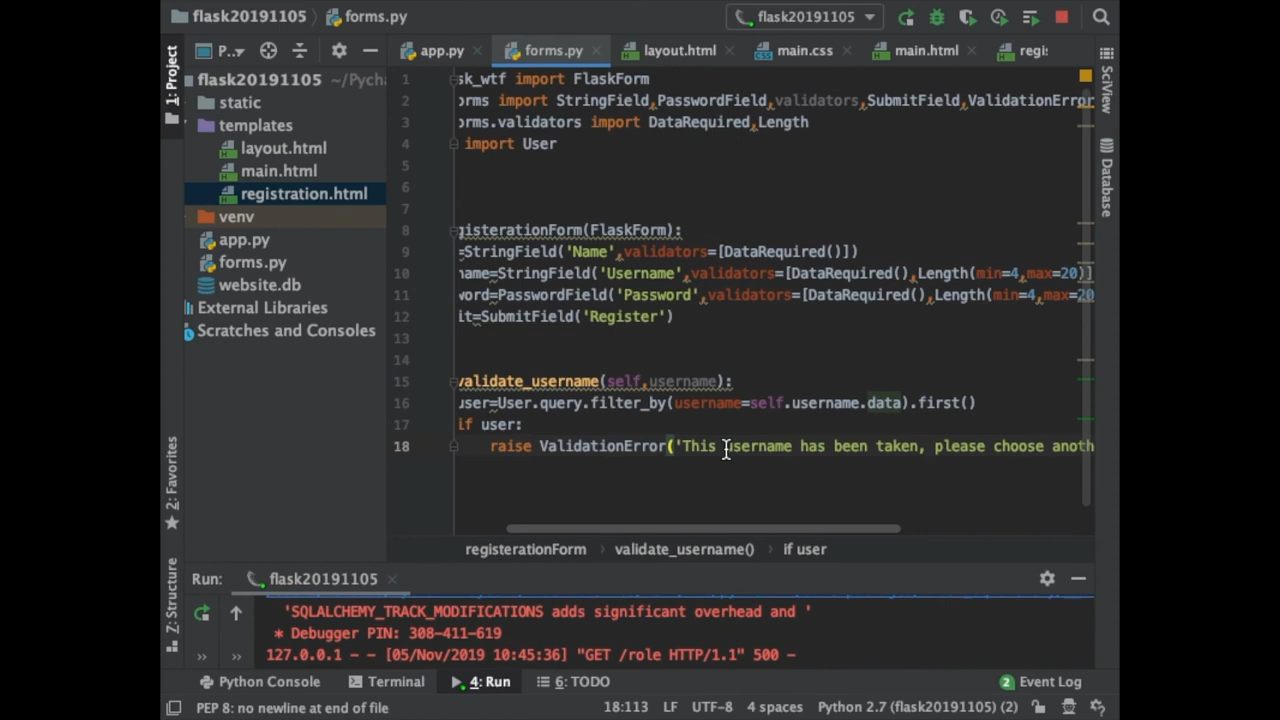 flask20191105 > forms.py
flask20191105
1: Project
P..
app.py
forms.py
layout.html
main.css
main.html
regi
flask20191105 ~/Pych
static
templates
layout.html
main.html
registration.html
venv
app.py
forms.py
website.db
External Libraries
Scratches and Consoles
1 sk_wtf import FlaskForm
2 orms import StringField,PasswordField,validators,SubmitField,ValidationError
3 orms.validators import DataRequired,Length
4 import User
5
6
7
8 gisterationForm(FlaskForm):
9 =StringField('Name',validators=[DataRequired()])
10 name=StringField('Username',validators=[DataRequired(),Length(min=4,max=20)]
11 word=PasswordField('Password',validators=[DataRequired(),Length(min=4,max=20
12 it=SubmitField('Register')
13
14
15 validate_username(self,username):
16 user=User.query.filter_by(username=self.username.data).first()
17 if user:
18 raise ValidationError('This username has been taken, please choose anoth
SciView
Database
registerationForm > validate_username() > if user
2: Favorites
Z: Structure
Run: flask20191105
'SQLALCHEMY_TRACK_MODIFICATIONS adds significant overhead and '
* Debugger PIN: 308-411-619
127.0.0.1 - - [05/Nov/2019 10:45:36] "GET /role HTTP/1.1" 500 -
Python Console
Terminal
4: Run
6: TODO
2 Event Log
PEP 8: no newline at end of file
18:113 LF UTF-8 4 spaces Python 2.7 (flask20191105) (2)